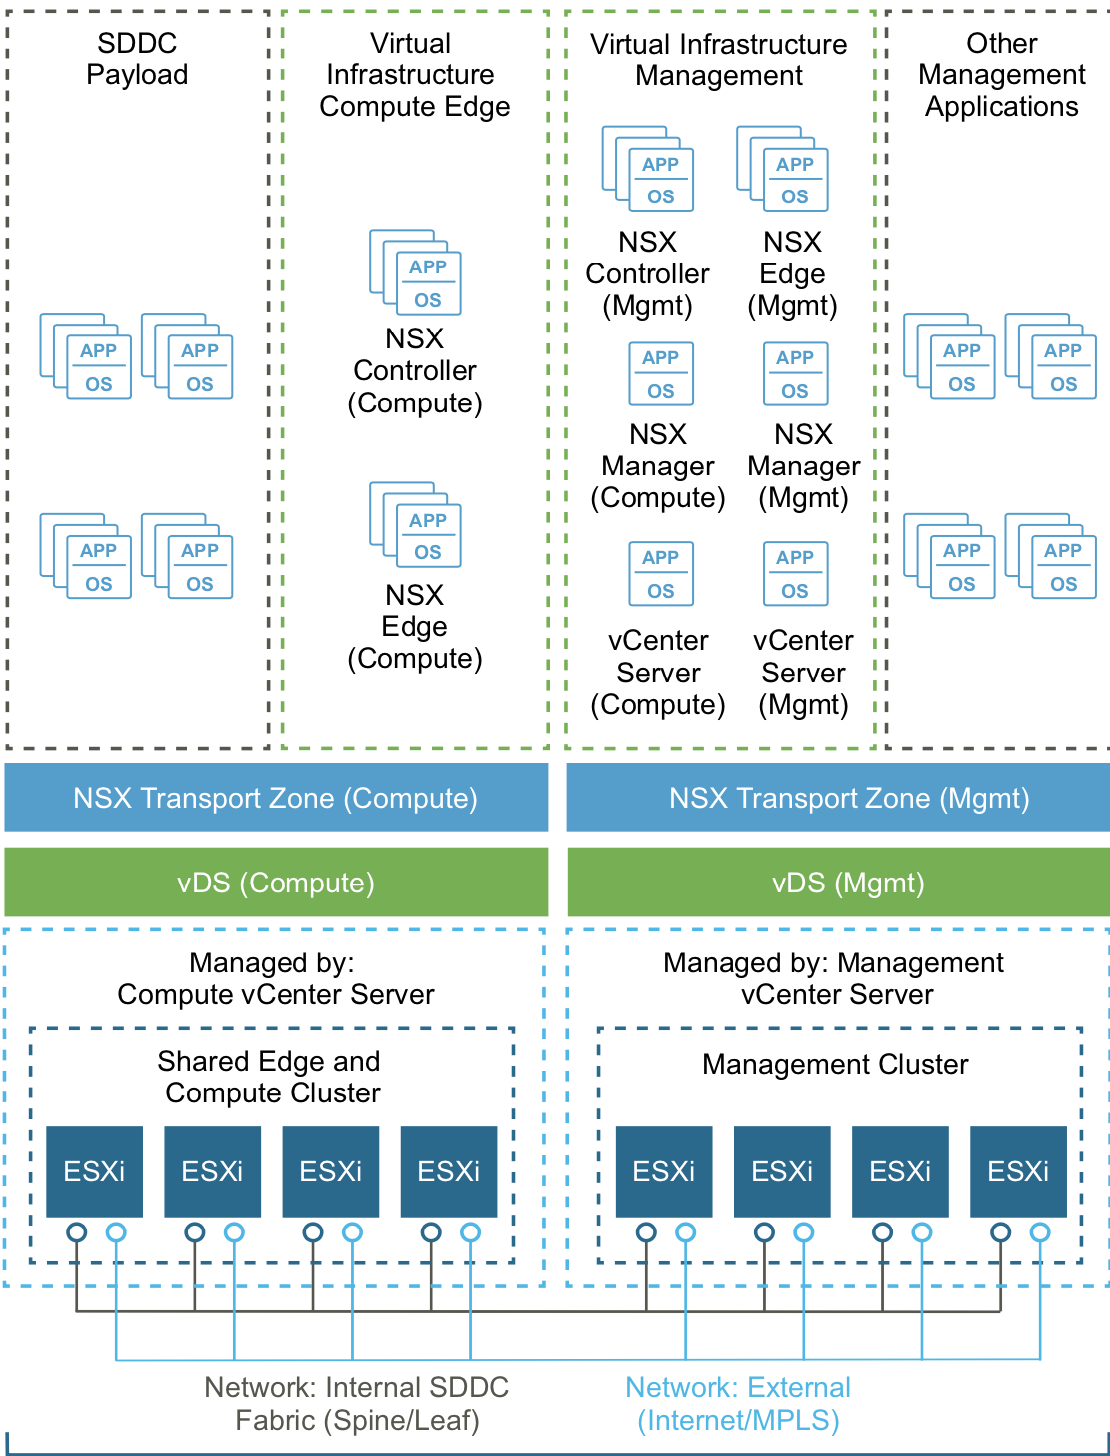 SDDC
Payload
Virtual
Infrastructure
Compute Edge
Virtual Infrastructure
Management
Other
Management
Applications
APP
OS
APP
OS
APP
OS
APP
OS
APP
OS
NSX
Controller
(Compute)
APP
OS
NSX
Edge
(Compute)
APP
OS
NSX
Controller
(Mgmt)
APP
OS
NSX
Edge
(Mgmt)
APP
OS
NSX
Manager
(Compute)
APP
OS
NSX
Manager
(Mgmt)
APP
OS
vCenter
Server
(Compute)
APP
OS
vCenter
Server
(Mgmt)
APP
OS
APP
OS
APP
OS
APP
OS
NSX Transport Zone (Compute)
NSX Transport Zone (Mgmt)
vDS (Compute)
vDS (Mgmt)
Managed by:
Compute vCenter Server
Shared Edge and
Compute Cluster
ESXi
ESXi
ESXi
ESXi
Managed by: Management
vCenter Server
Management Cluster
ESXi
ESXi
ESXi
ESXi
Network: Internal SDDC
Fabric (Spine/Leaf)
Network: External
(Internet/MPLS)